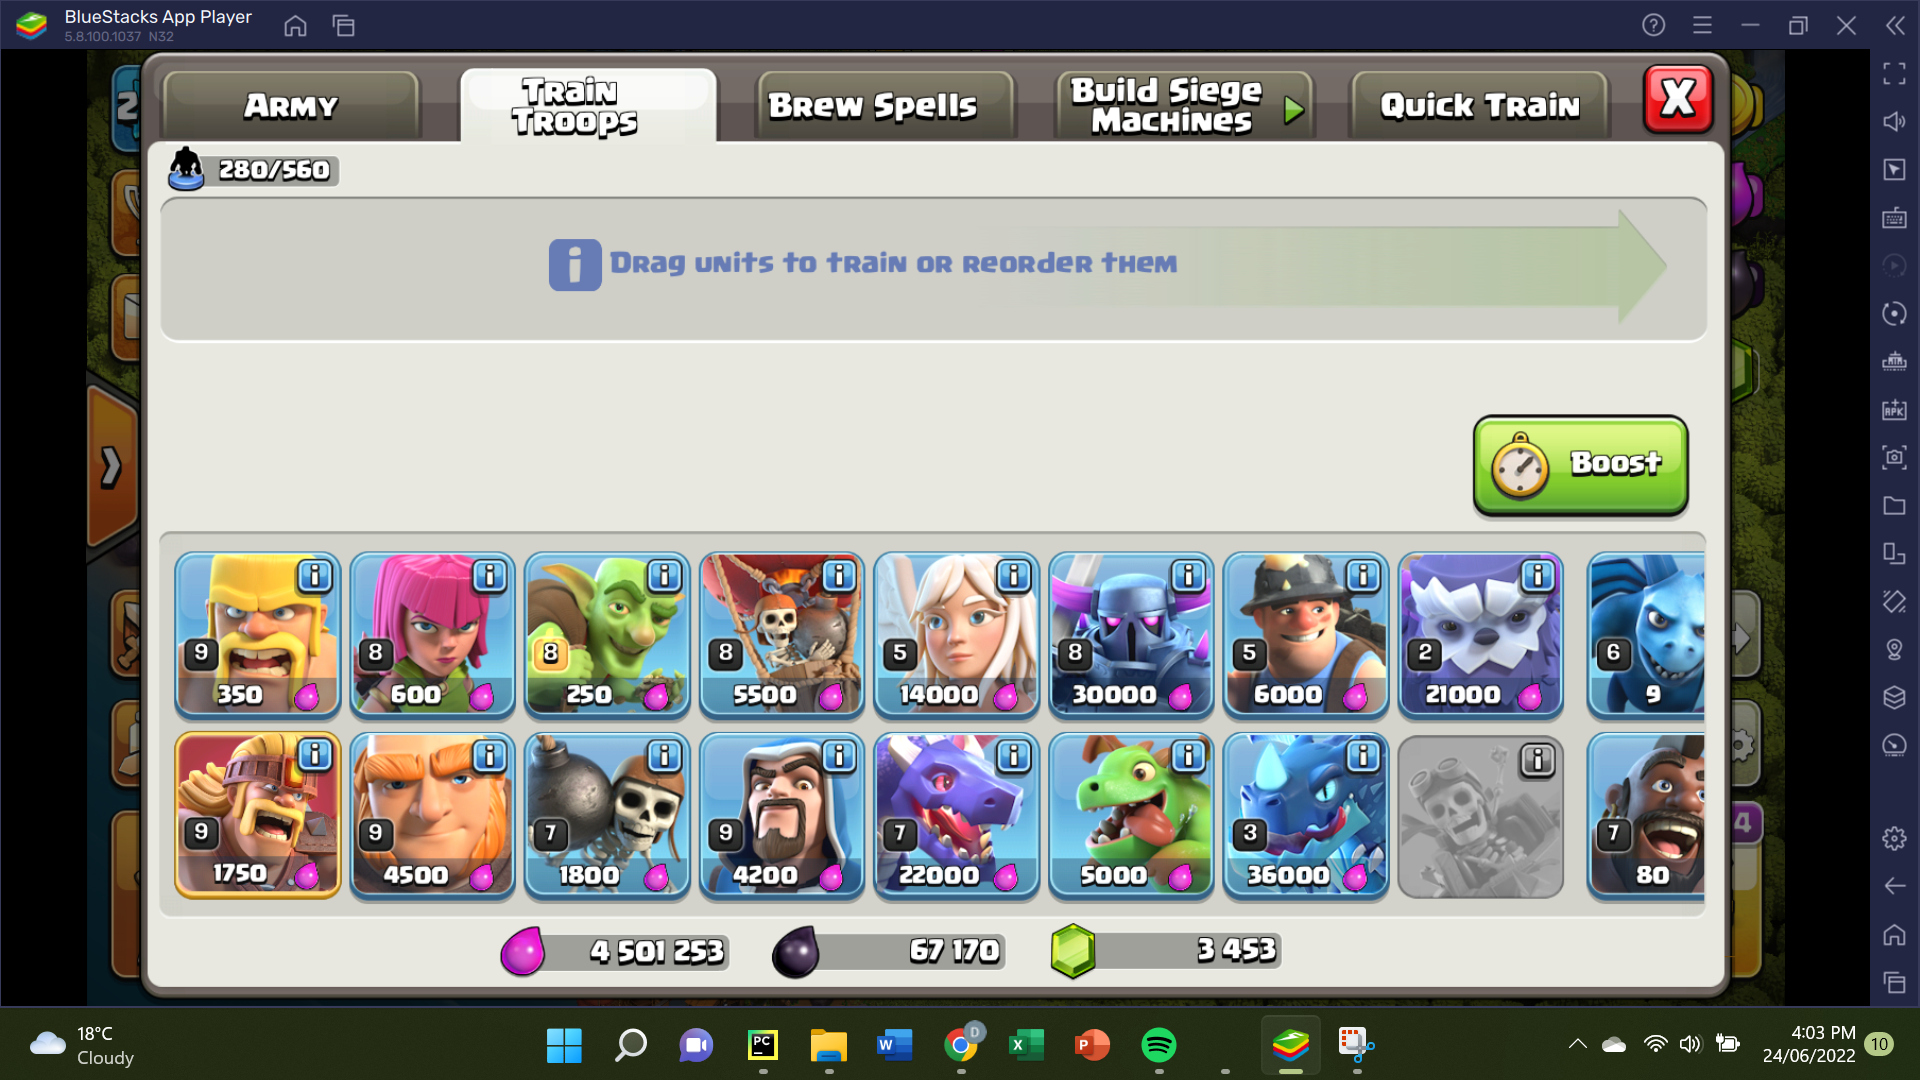 BlueStacks App Player
5.8.100.1037 N32
Army
Train Troops
Brew Spells
Build Siege Machines
Quick Train
X
280/560
i Drag units to train or reorder them
Boost
9 350
8 600
8 250
8 5500
5 14000
8 30000
5 6000
2 21000
6 9
9 1750
9 4500
7 1800
9 4200
7 22000
5000
3 36000
7 80
4 501 253
67 170
3 453
2
4
APK
18°C
Cloudy
PC
W
D
X
P
4:03 PM
24/06/2022
10